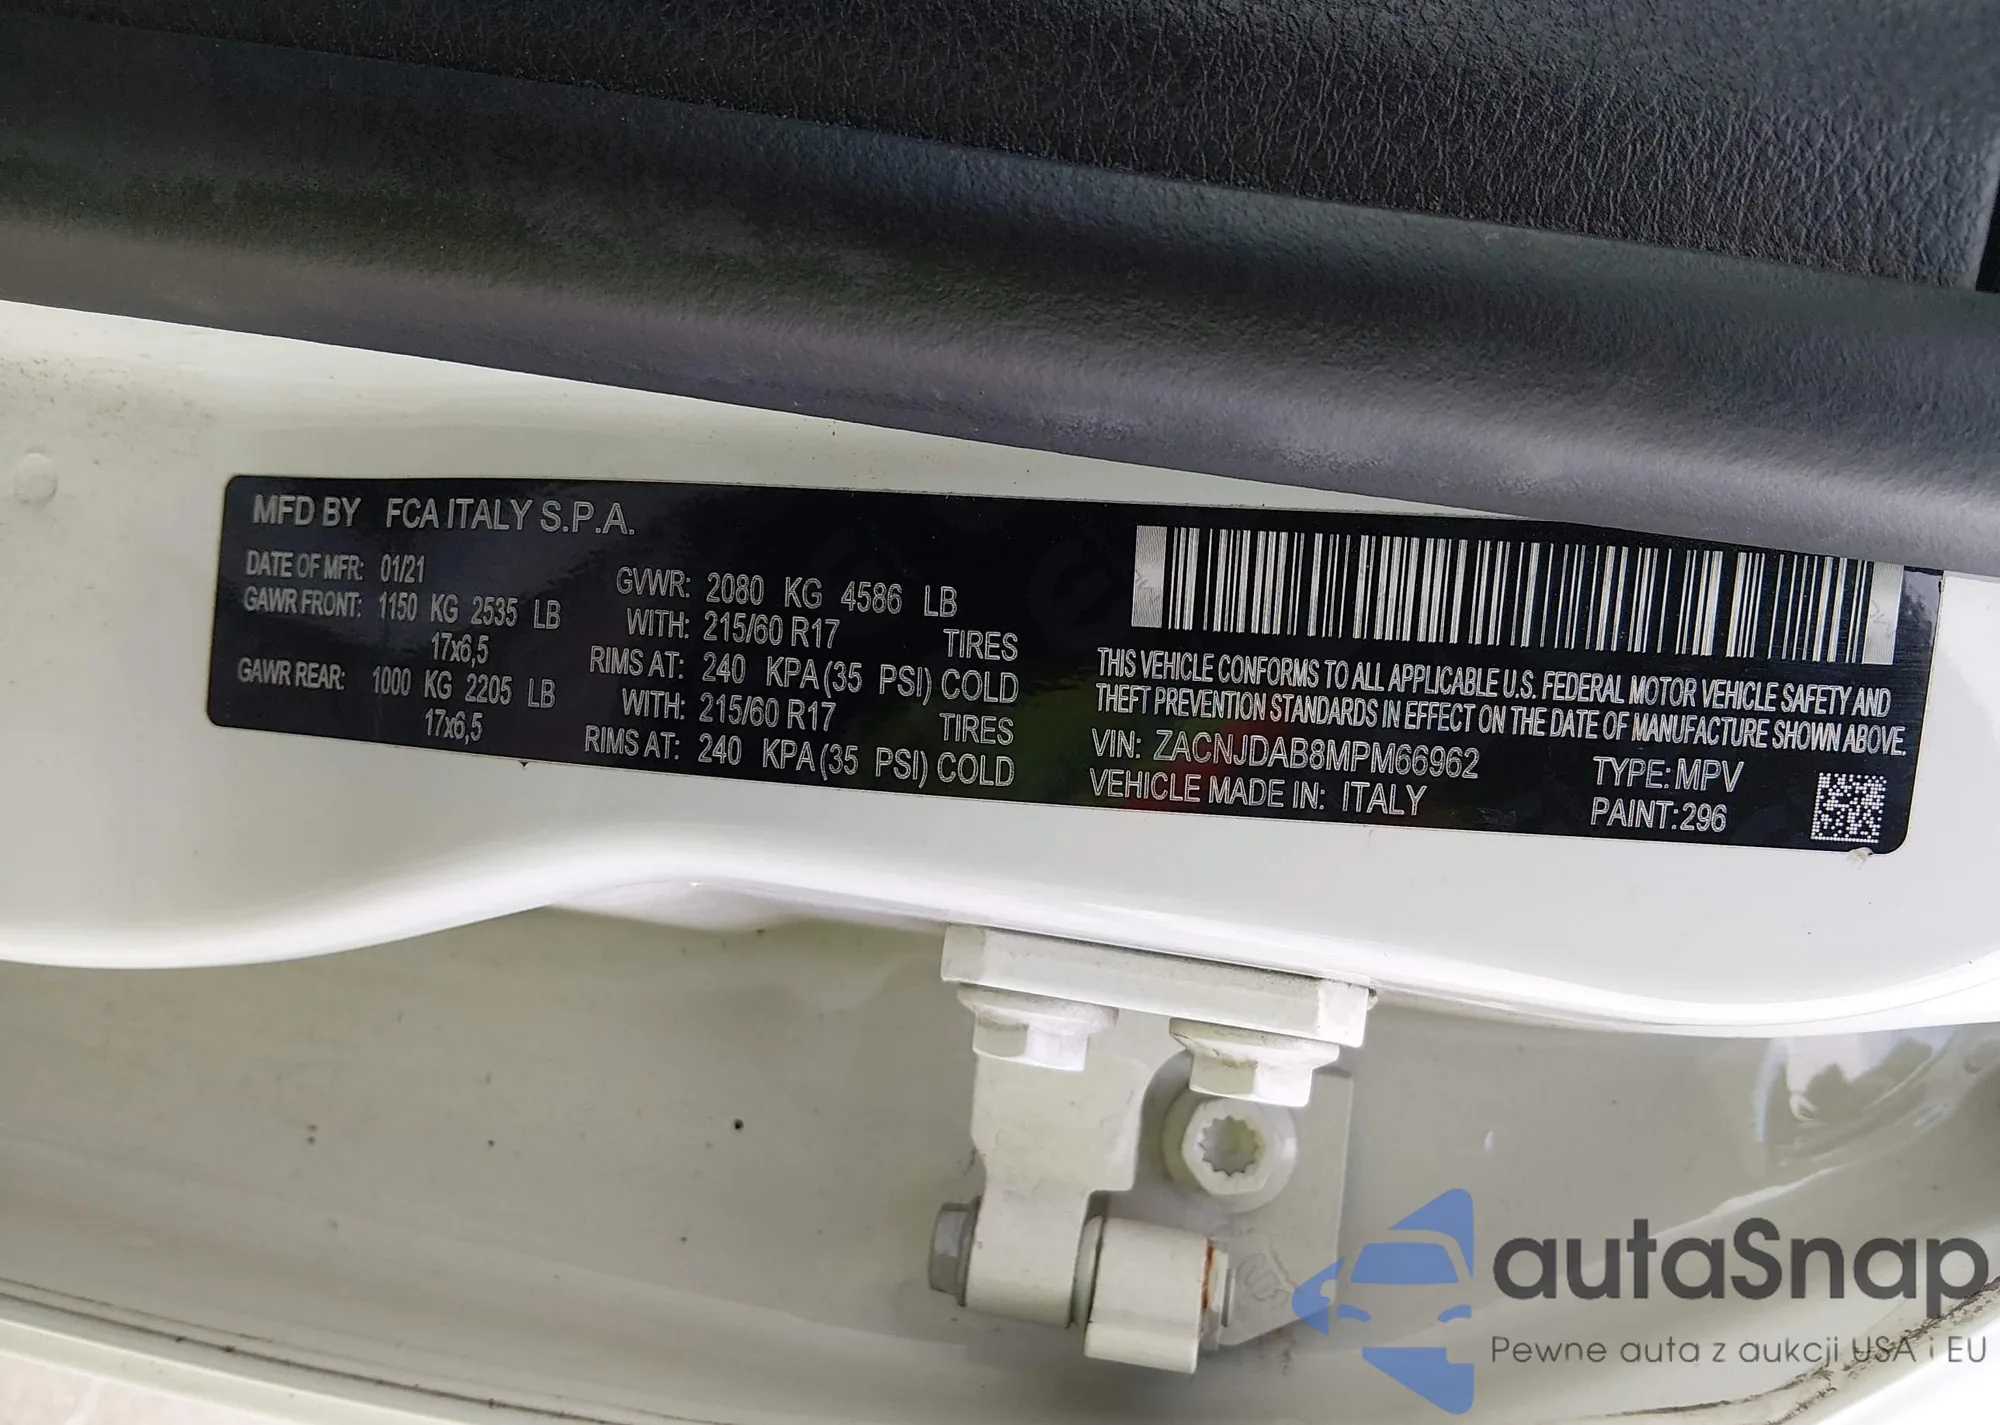 MFD BY FCA ITALY S.P.A.
DATE OF MFR: 01/21
GVWR: 2080 KG 4586 LB
GAWR FRONT: 1150 KG 2535 LB WITH: 215/60 R17 TIRES
17x6,5 RIMS AT: 240 KPA (35 PSI) COLD
GAWR REAR: 1000 KG 2205 LB WITH: 215/60 R17 TIRES
17x6,5 RIMS AT: 240 KPA (35 PSI) COLD
THIS VEHICLE CONFORMS TO ALL APPLICABLE U.S. FEDERAL MOTOR VEHICLE SAFETY AND
THEFT PREVENTION STANDARDS IN EFFECT ON THE DATE OF MANUFACTURE SHOWN ABOVE.
VIN: ZACNJDAB8MPM66962 TYPE: MPV
VEHICLE MADE IN: ITALY PAINT: 296
autaSnap
Pewne auta z aukcji USA i EU